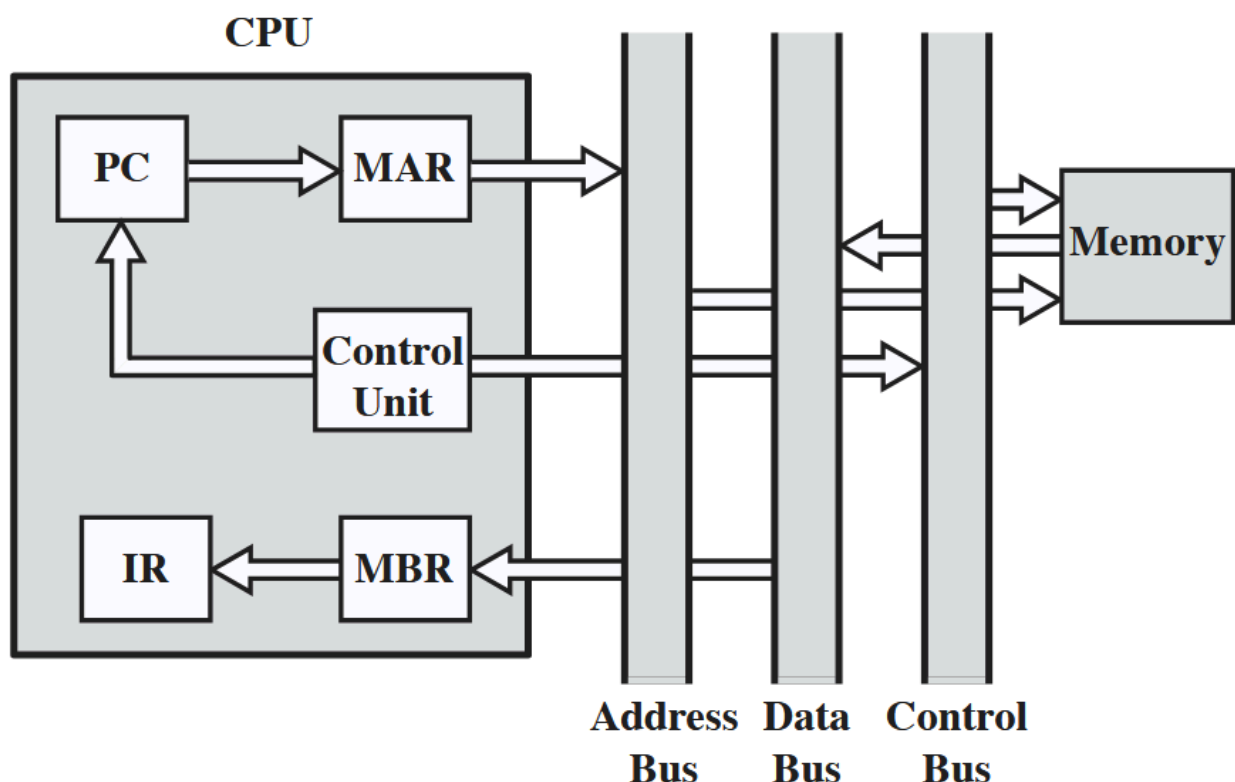 CPU
PC
MAR
Memory
Control
Unit
IR
MBR
Address
Bus
Data
Bus
Control
Bus